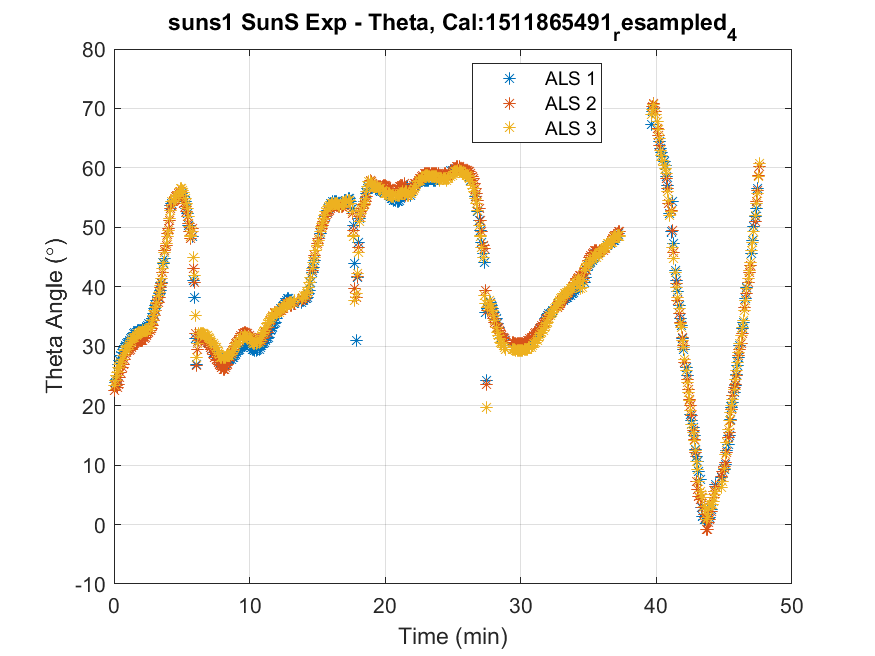 suns1 SunS Exp - Theta, Cal:1511865491resampled4
80
70
60
50
40
30
20
10
0
-10
ALS 1
ALS 2
ALS 3
Theta Angle (°)
0 10 20 30 40 50
Time (min)